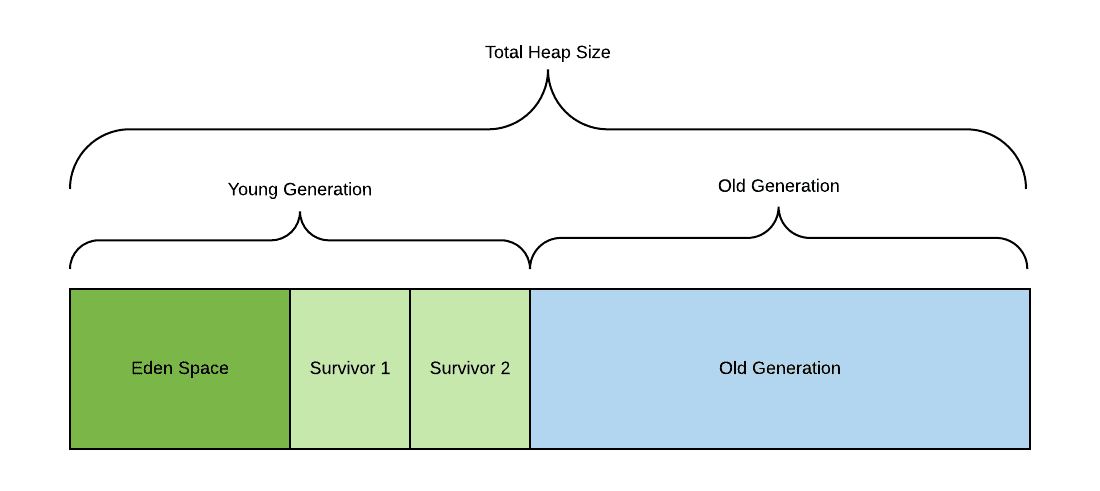 Total Heap Size
Young Generation
Old Generation
Eden Space
Survivor 1
Survivor 2
Old Generation